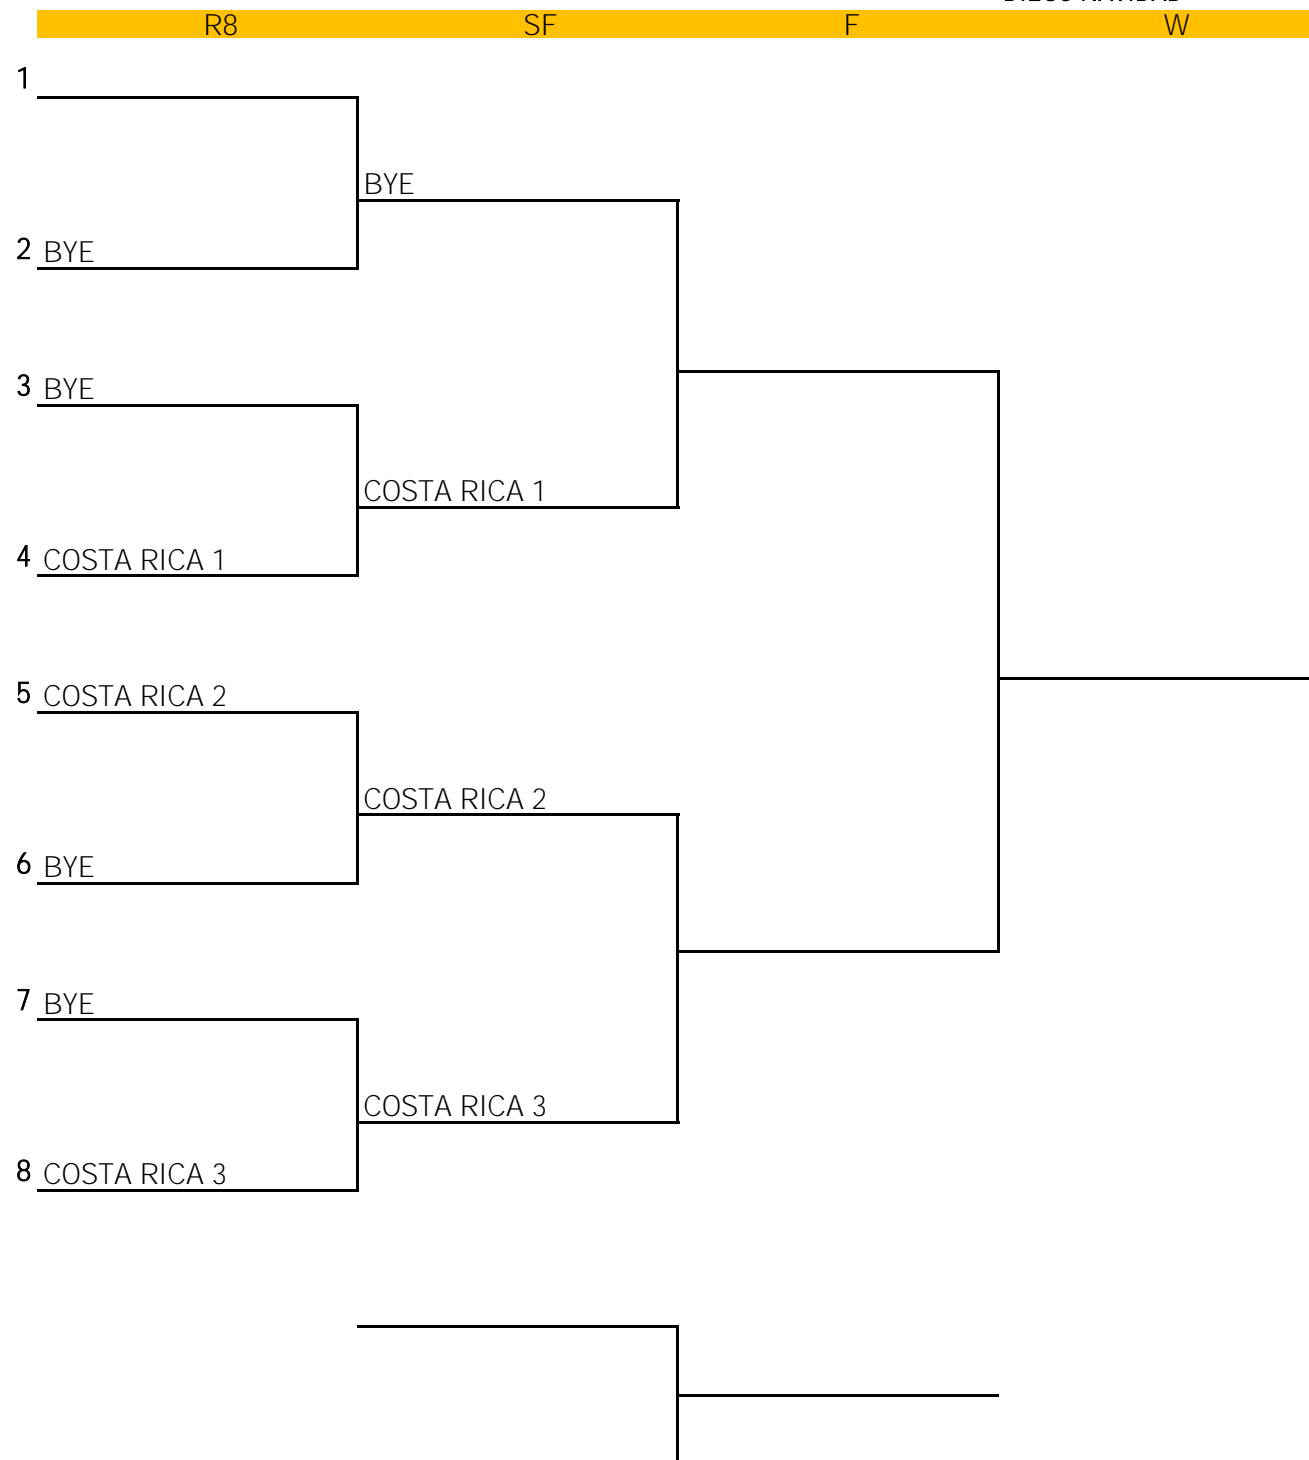 R8 SF F W
1
BYE
2 BYE
3 BYE
COSTA RICA 1
4 COSTA RICA 1
5 COSTA RICA 2
COSTA RICA 2
6 BYE
7 BYE
COSTA RICA 3
8 COSTA RICA 3